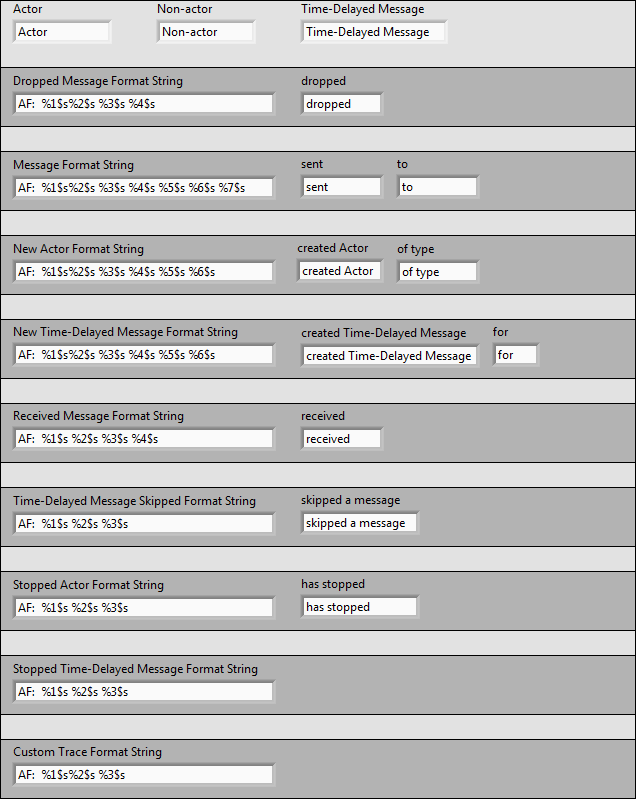 Actor Non-actor Time-Delayed Message
Actor Non-actor Time-Delayed Message
Dropped Message Format String dropped
AF:  %1$s%2$s %3$s %4$s dropped
Message Format String sent to
AF:  %1$s%2$s %3$s %4$s %5$s %6$s %7$s sent to
New Actor Format String created Actor of type
AF:  %1$s%2$s %3$s %4$s %5$s %6$s created Actor of type
New Time-Delayed Message Format String created Time-Delayed Message for
AF:  %1$s%2$s %3$s %4$s %5$s %6$s created Time-Delayed Message for
Received Message Format String received
AF:  %1$s %2$s %3$s %4$s received
Time-Delayed Message Skipped Format String skipped a message
AF:  %1$s %2$s %3$s skipped a message
Stopped Actor Format String has stopped
AF:  %1$s %2$s %3$s has stopped
Stopped Time-Delayed Message Format String
AF:  %1$s %2$s %3$s
Custom Trace Format String
AF:  %1$s%2$s %3$s